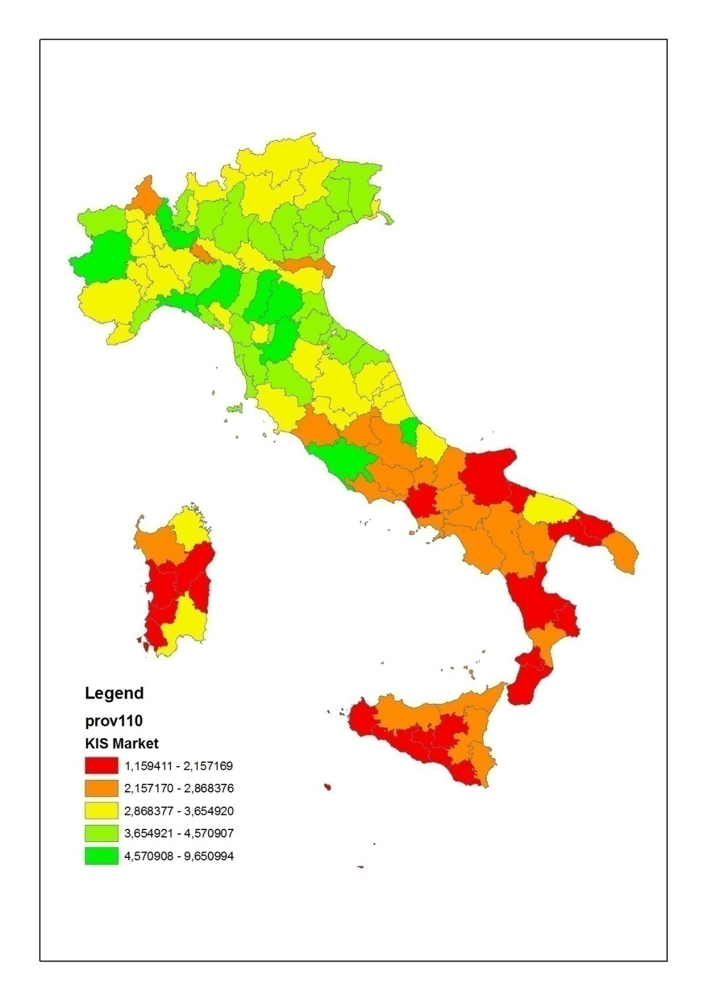 Legend
prov110
KIS Market
1,159411 - 2,157169
2,157170 - 2,868376
2,868377 - 3,654920
3,654921 - 4,570907
4,570908 - 9,650994